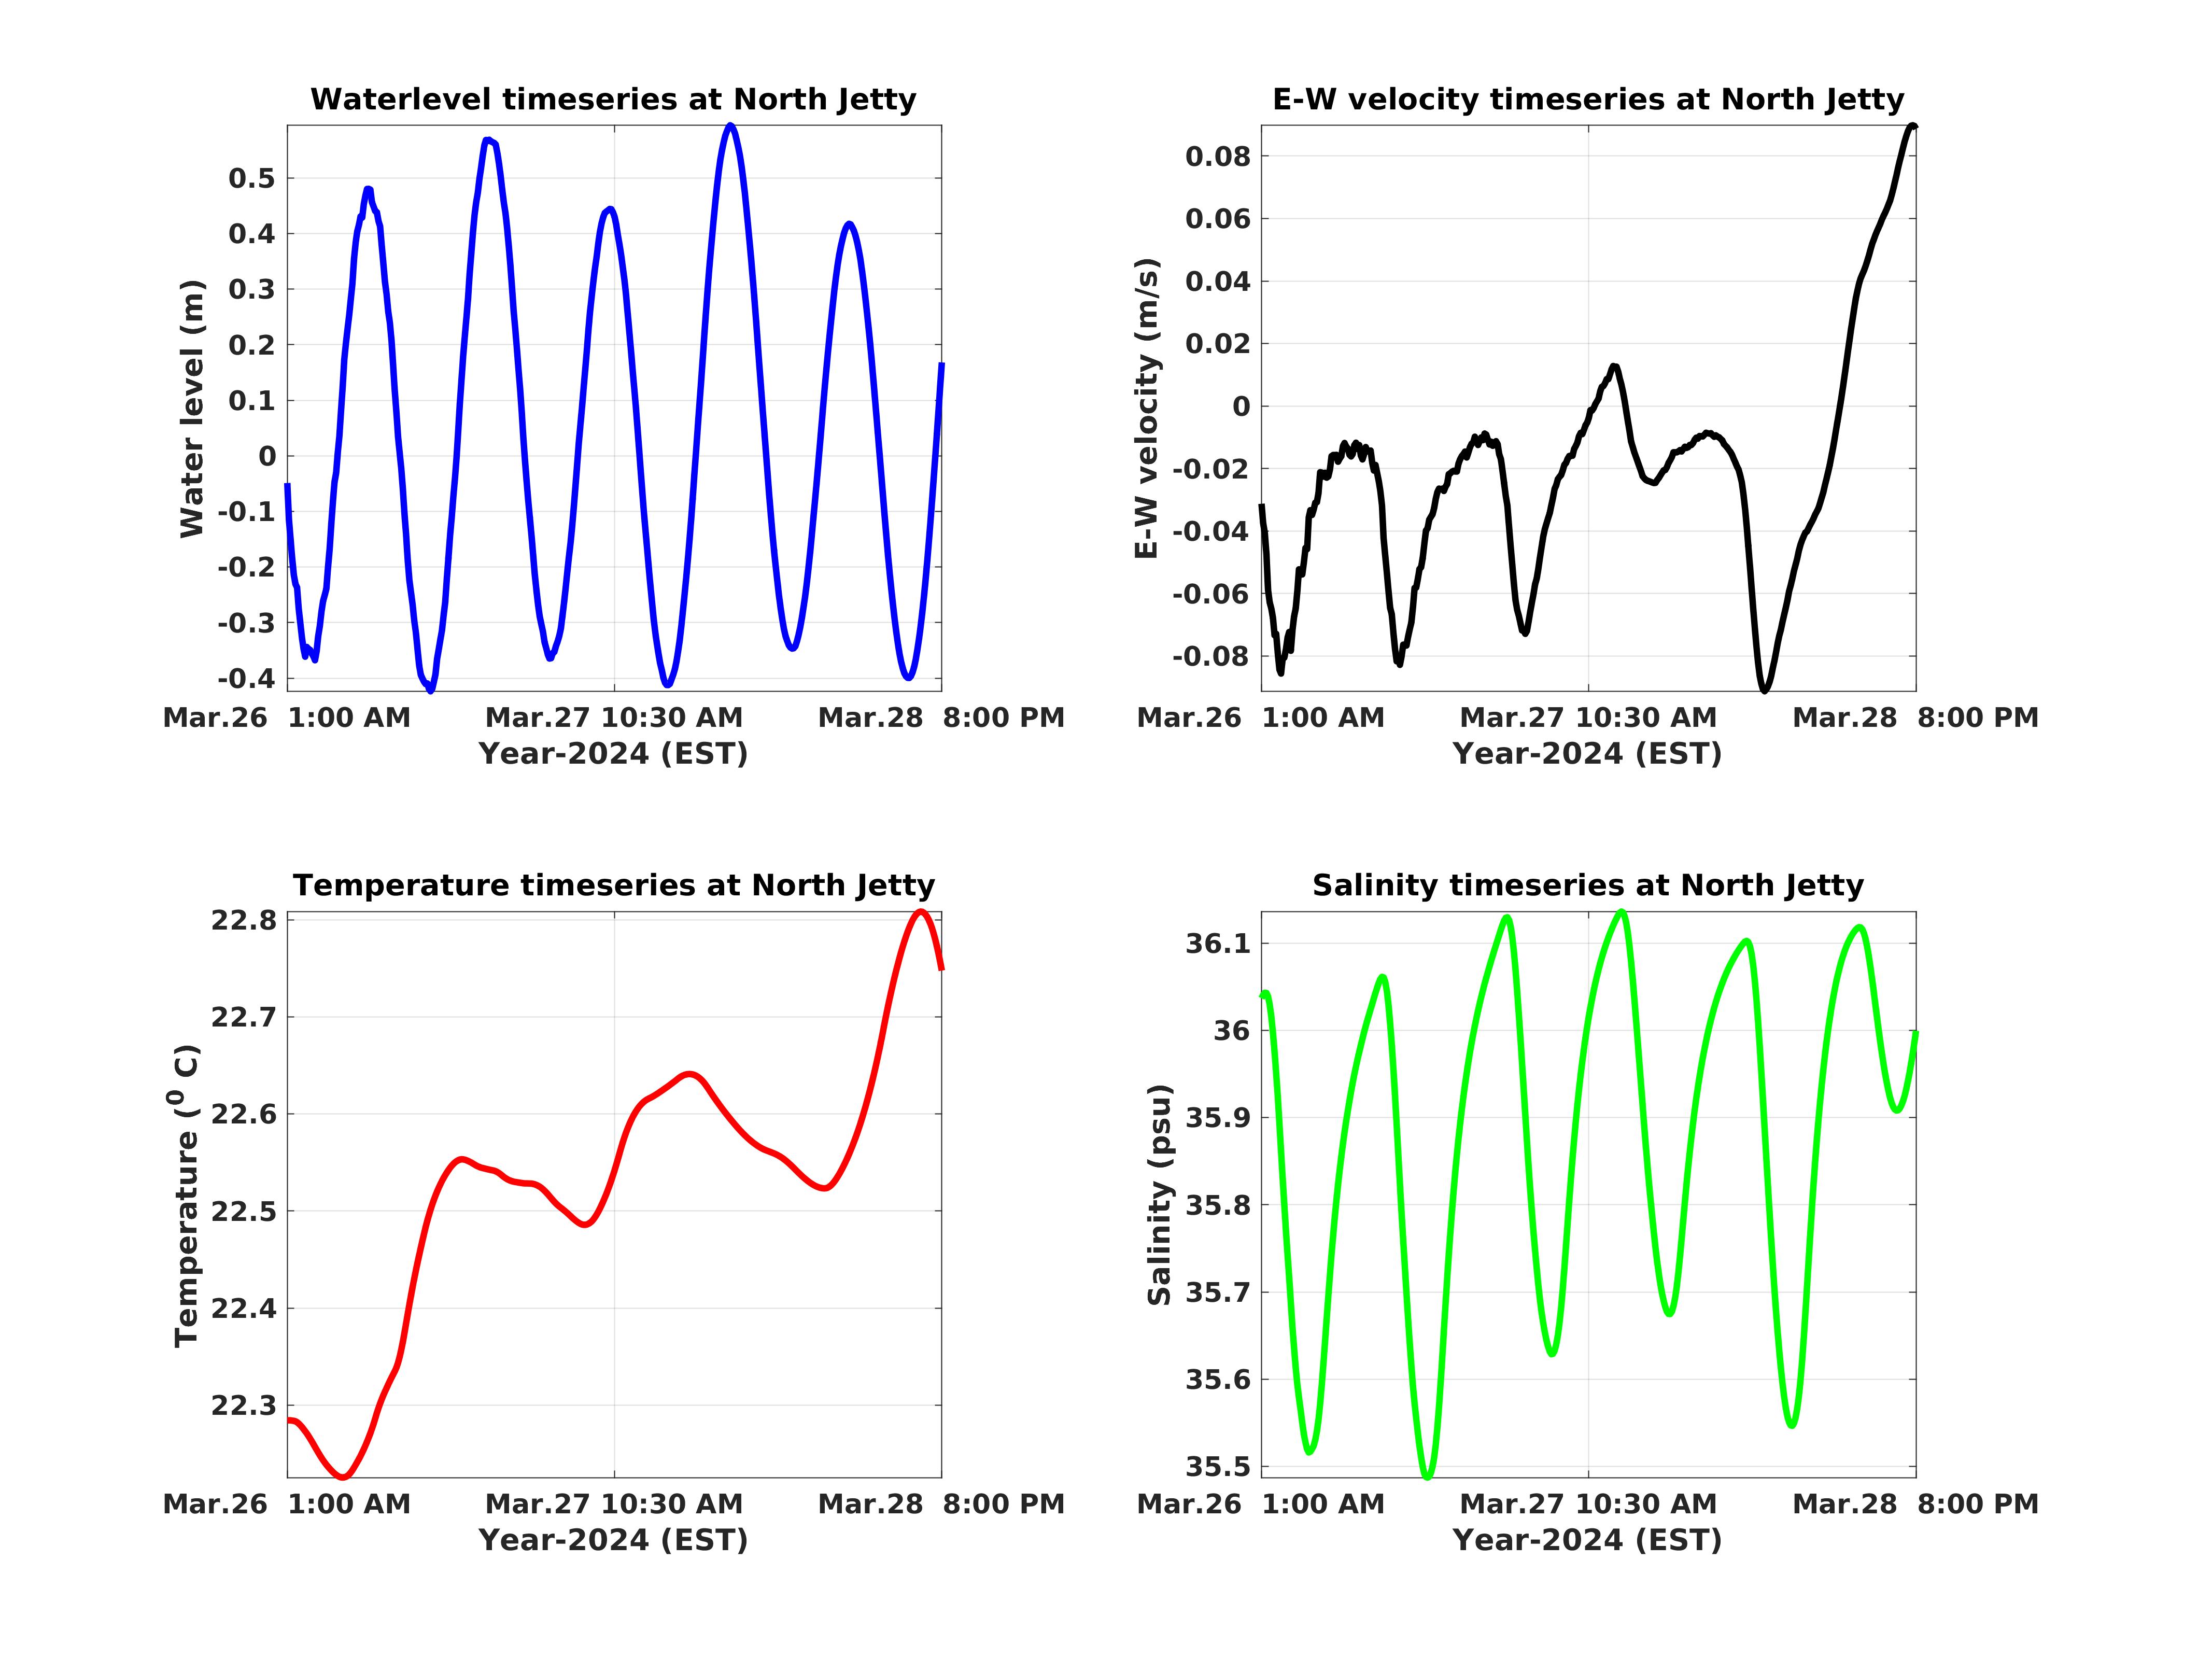 Waterlevel timeseries at North Jetty
0.5
0.4
0.3
0.2
0.1
0
-0.1
-0.2
-0.3
-0.4
Water level (m)
Mar.26 1:00 AM Mar.27 10:30 AM Mar.28 8:00 PM
Year-2024 (EST)
E-W velocity timeseries at North Jetty
0.08
0.06
0.04
0.02
0
-0.02
-0.04
-0.06
-0.08
E-W velocity (m/s)
Mar.26 1:00 AM Mar.27 10:30 AM Mar.28 8:00 PM
Year-2024 (EST)
Temperature timeseries at North Jetty
22.8
22.7
22.6
22.5
22.4
22.3
Temperature (⁰ C)
Mar.26 1:00 AM Mar.27 10:30 AM Mar.28 8:00 PM
Year-2024 (EST)
Salinity timeseries at North Jetty
36.1
36
35.9
35.8
35.7
35.6
35.5
Salinity (psu)
Mar.26 1:00 AM Mar.27 10:30 AM Mar.28 8:00 PM
Year-2024 (EST)